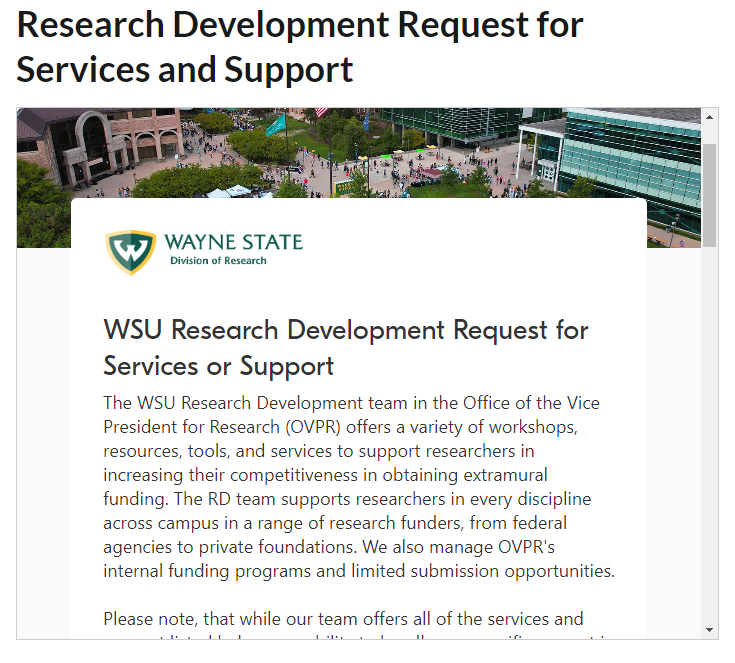 Research Development Request for
Services and Support
WAYNE STATE
Division of Research
WSU Research Development Request for
Services or Support
The WSU Research Development team in the Office of the Vice
President for Research (OVPR) offers a variety of workshops,
resources, tools, and services to support researchers in
increasing their competitiveness in obtaining extramural
funding. The RD team supports researchers in every discipline
across campus in a range of research funders, from federal
agencies to private foundations. We also manage OVPR's
internal funding programs and limited submission opportunities.
Please note, that while our team offers all of the services and